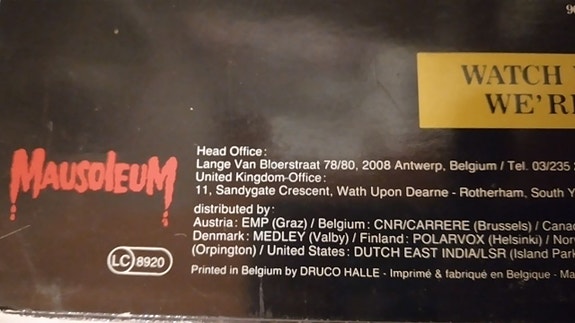 WATCH
WE'RE
Head Office:
Lange Van Bloerstraat 78/80, 2008 Antwerp, Belgium / Tel. 03/235
United Kingdom-Office:
11, Sandygate Crescent, Wath Upon Dearne - Rotherham, South Y
MAUSOLEUM
distributed by:
Austria: EMP (Graz) / Belgium: CNR/CARRERE (Brussels) / Cana
Denmark: MEDLEY (Valby) / Finland: POLARVOX (Helsinki) / Nor
(Orpington) / United States: DUTCH EAST INDIA/LSR (Island Par
LC 8920
Printed in Belgium by DRUCO HALLE - Imprimé & fabriqué en Belgique - Ma